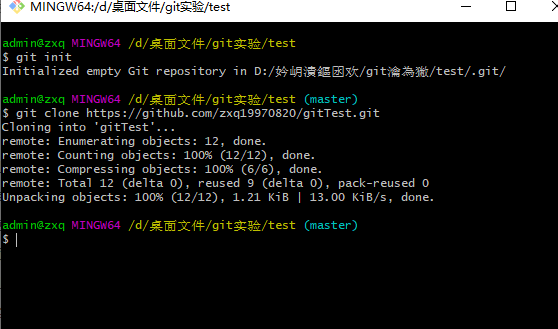 MINGW64:/d/桌面文件/git实验/test
admin@zxq MINGW64 /d/桌面文件/git实验/test
$ git init
Initialized empty Git repository in D:/妗岄潰鏂囦欢/git瀹為獙/test/.git/
admin@zxq MINGW64 /d/桌面文件/git实验/test (master)
$ git clone https://github.com/zxq19970820/gitTest.git
Cloning into 'gitTest'...
remote: Enumerating objects: 12, done.
remote: Counting objects: 100% (12/12), done.
remote: Compressing objects: 100% (6/6), done.
remote: Total 12 (delta 0), reused 9 (delta 0), pack-reused 0
Unpacking objects: 100% (12/12), 1.21 KiB | 13.00 KiB/s, done.
admin@zxq MINGW64 /d/桌面文件/git实验/test (master)
$